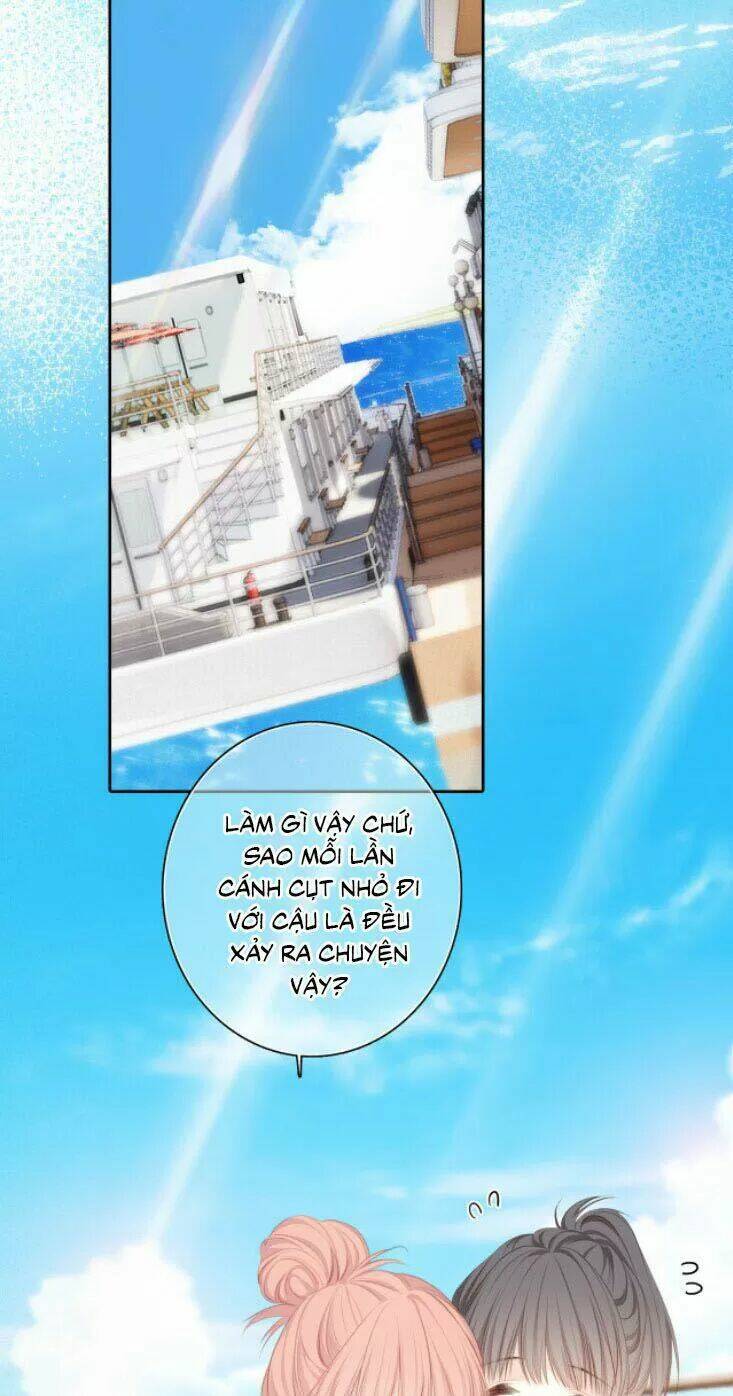 LÀM GÌ VẬY CHỨ,
SAO MỖI LẦN
CÁNH CỤT NHỎ ĐI
VỚI CẬU LÀ ĐỀU
XẢY RA CHUYỆN
VẬY?